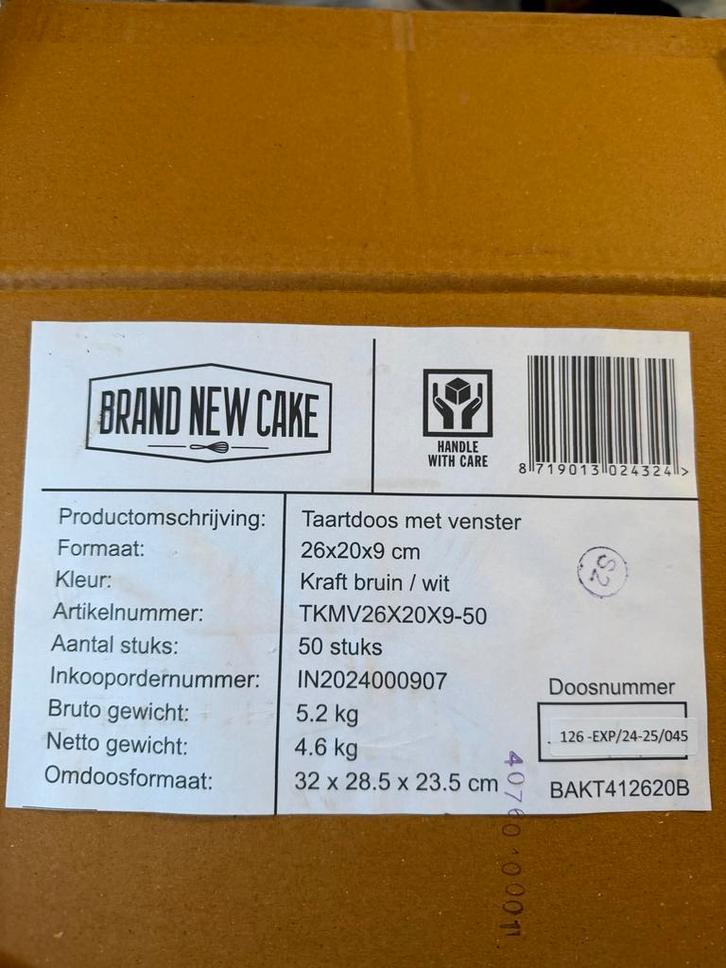 BRAND NEW CAKE
HANDLE
WITH CARE
8 719013 024324 >
Productomschrijving: Taartdoos met venster
Formaat: 26x20x9 cm
Kleur: Kraft bruin / wit
Artikelnummer: TKMV26X20X9-50
Aantal stuks: 50 stuks
Inkoopordernummer: IN2024000907
Bruto gewicht: 5.2 kg
Netto gewicht: 4.6 kg
Omdoosformaat: 32 x 28.5 x 23.5 cm
S2
Doosnummer
126 -EXP/24-25/045
BAKT412620B